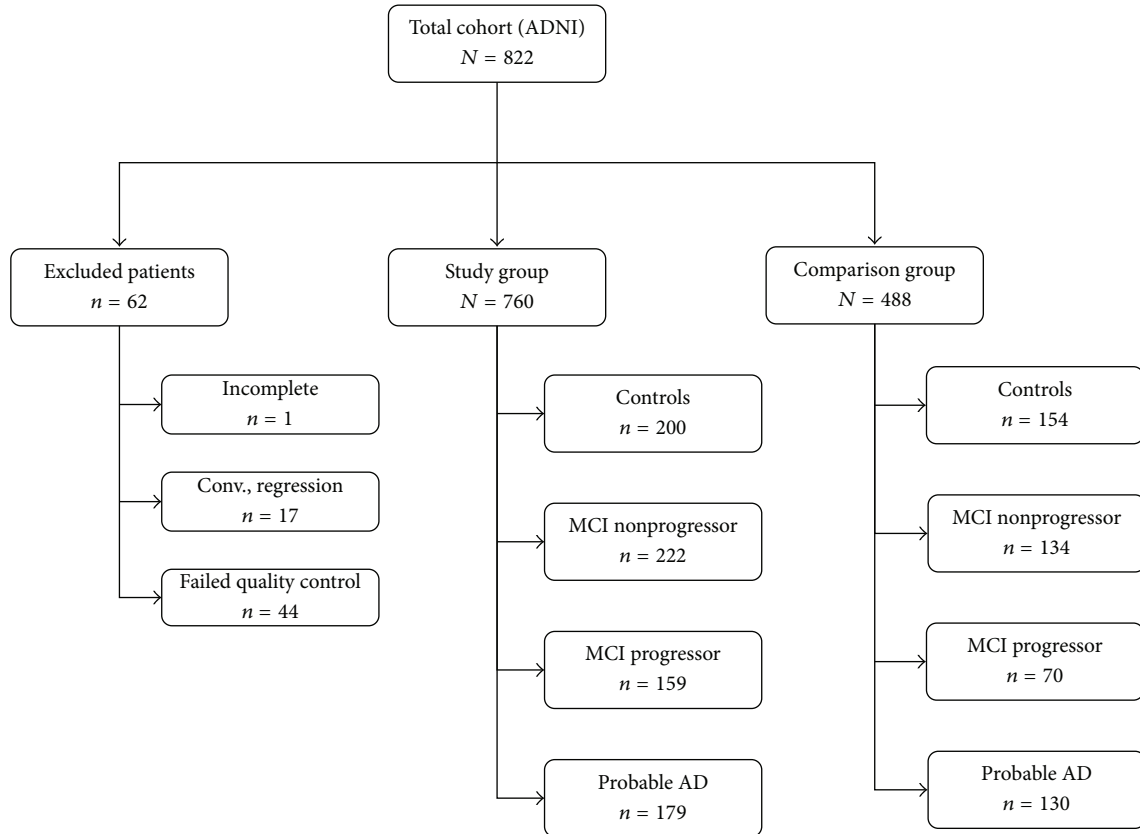 Total cohort (ADNI)
N = 822
Excluded patients
n = 62
Study group
N = 760
Comparison group
N = 488
Incomplete
n = 1
Conv., regression
n = 17
Failed quality control
n = 44
Controls
n = 200
MCI nonprogressor
n = 222
MCI progressor
n = 159
Probable AD
n = 179
Controls
n = 154
MCI nonprogressor
n = 134
MCI progressor
n = 70
Probable AD
n = 130